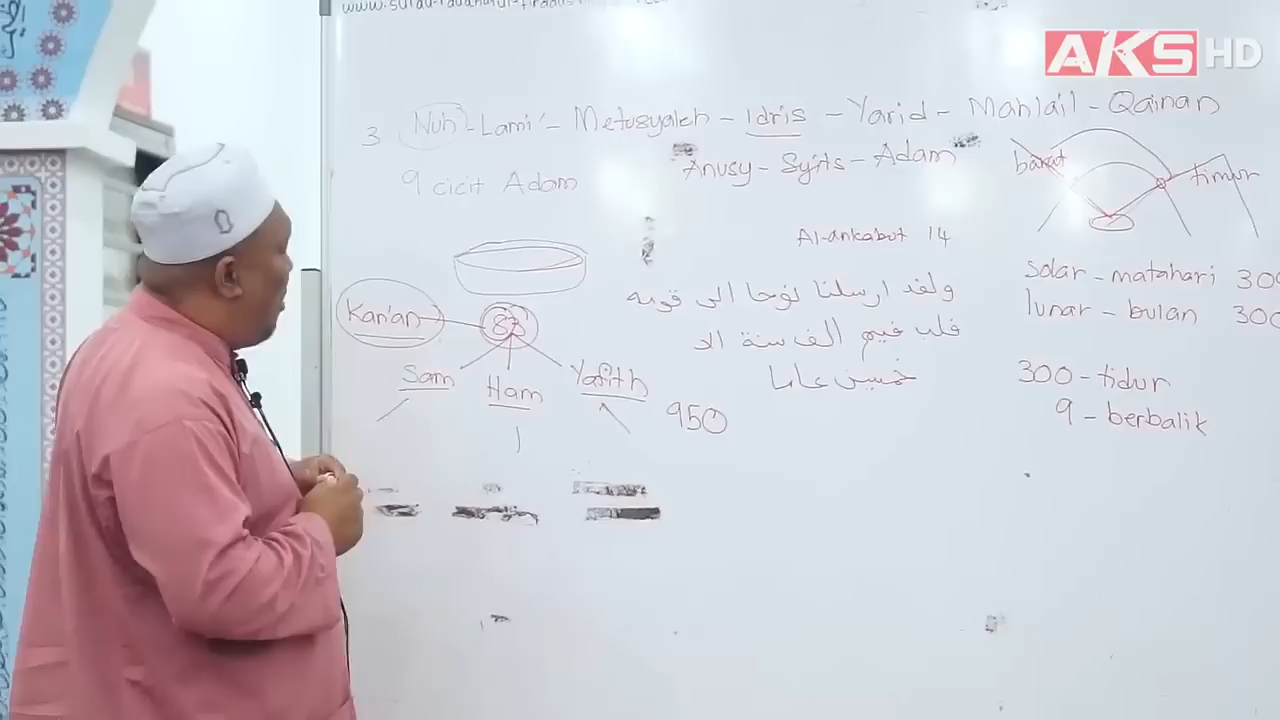 AKS HD
3 Nuh - Lami' - Metusyaleh - Idris - Yarid - Mahlail - Qainan
Anusy - Syits - Adam
9 cicit Adam
barat
timur
Al-ankabut 14
ولقد ارسلنا نوحا الى قومه
فلبث فيهم الف سنة الا
خمسين عاما
950
Kan'an
83
Sam
Ham
Yafith
solar - matahari 300
lunar - bulan 300
300 - tidur
9 - berbalik